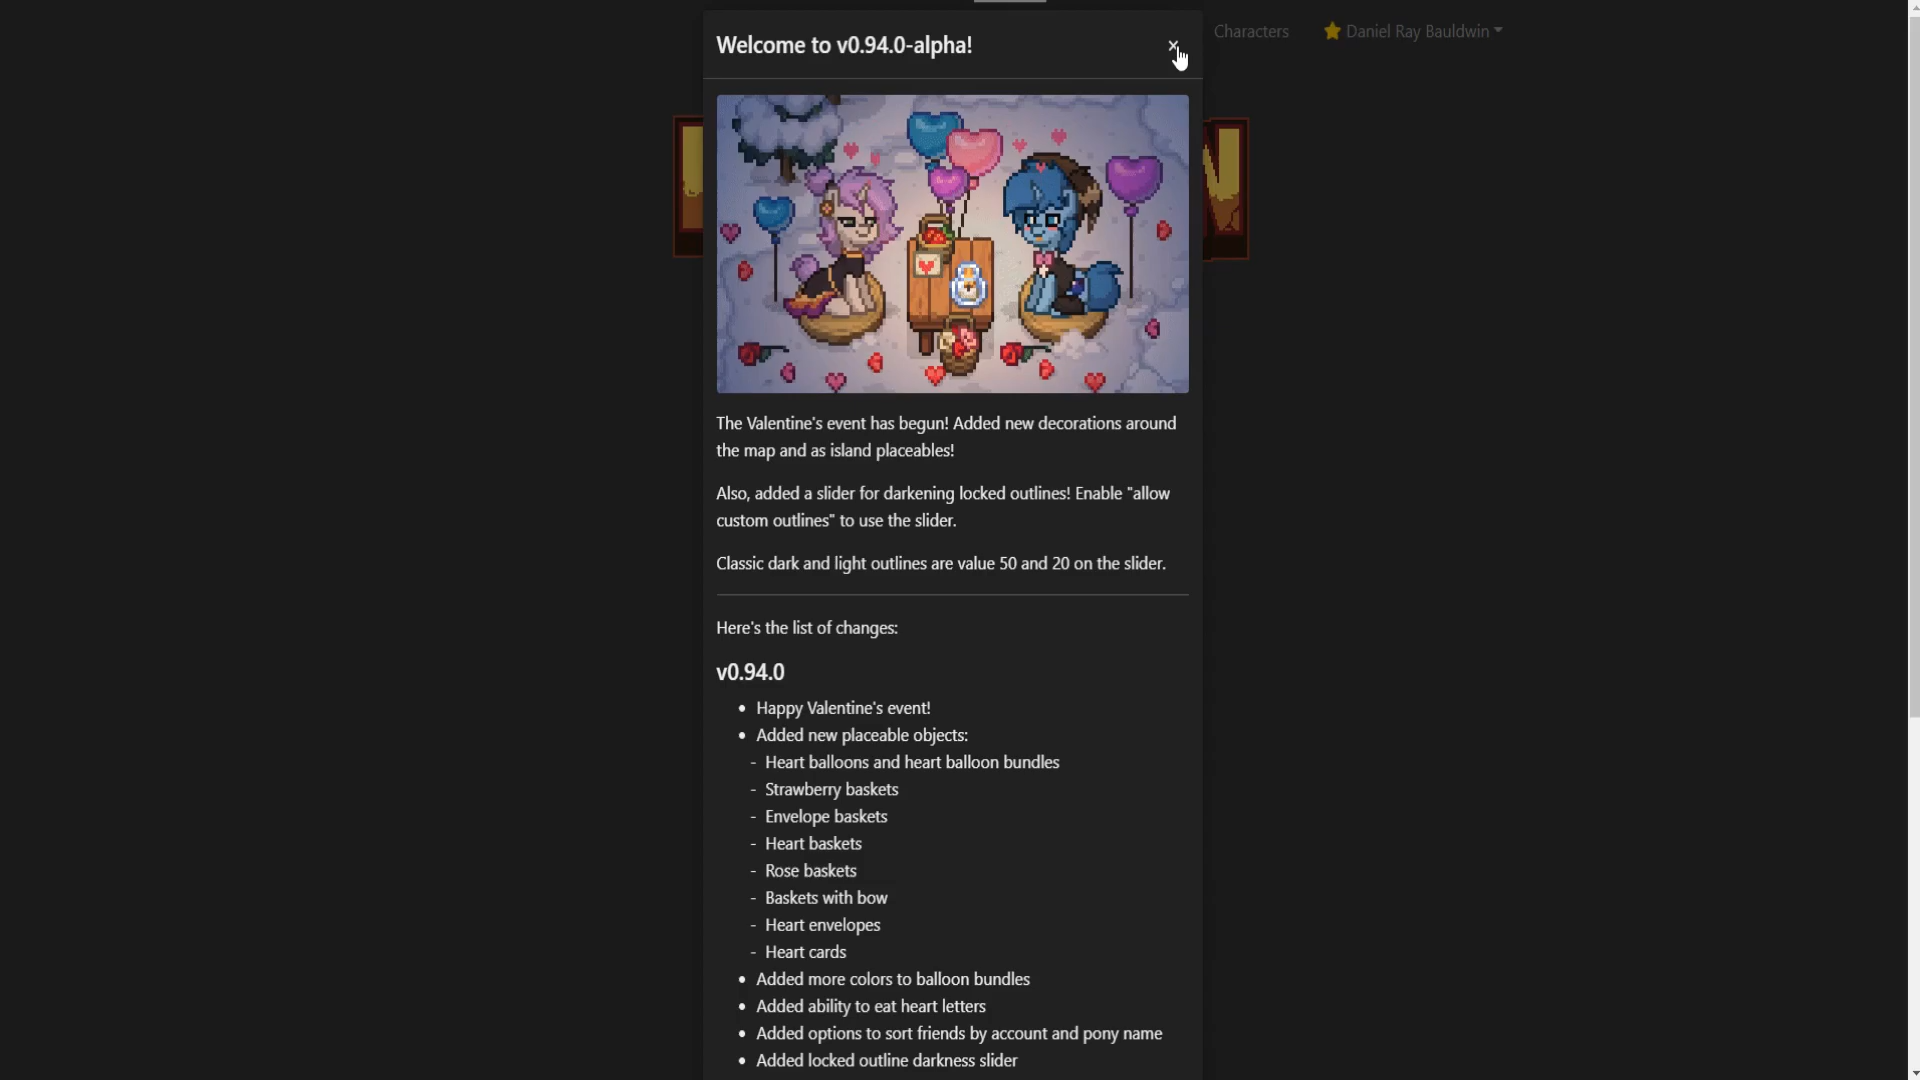 Welcome to v0.94.0-alpha!
×
Characters
Daniel Ray Bauldwin
The Valentine's event has begun! Added new decorations around
the map and as island placeables!
Also, added a slider for darkening locked outlines! Enable "allow
custom outlines" to use the slider.
Classic dark and light outlines are value 50 and 20 on the slider.
Here's the list of changes:
v0.94.0
• Happy Valentine's event!
• Added new placeable objects:
- Heart balloons and heart balloon bundles
- Strawberry baskets
- Envelope baskets
- Heart baskets
- Rose baskets
- Baskets with bow
- Heart envelopes
- Heart cards
• Added more colors to balloon bundles
• Added ability to eat heart letters
• Added options to sort friends by account and pony name
• Added locked outline darkness slider